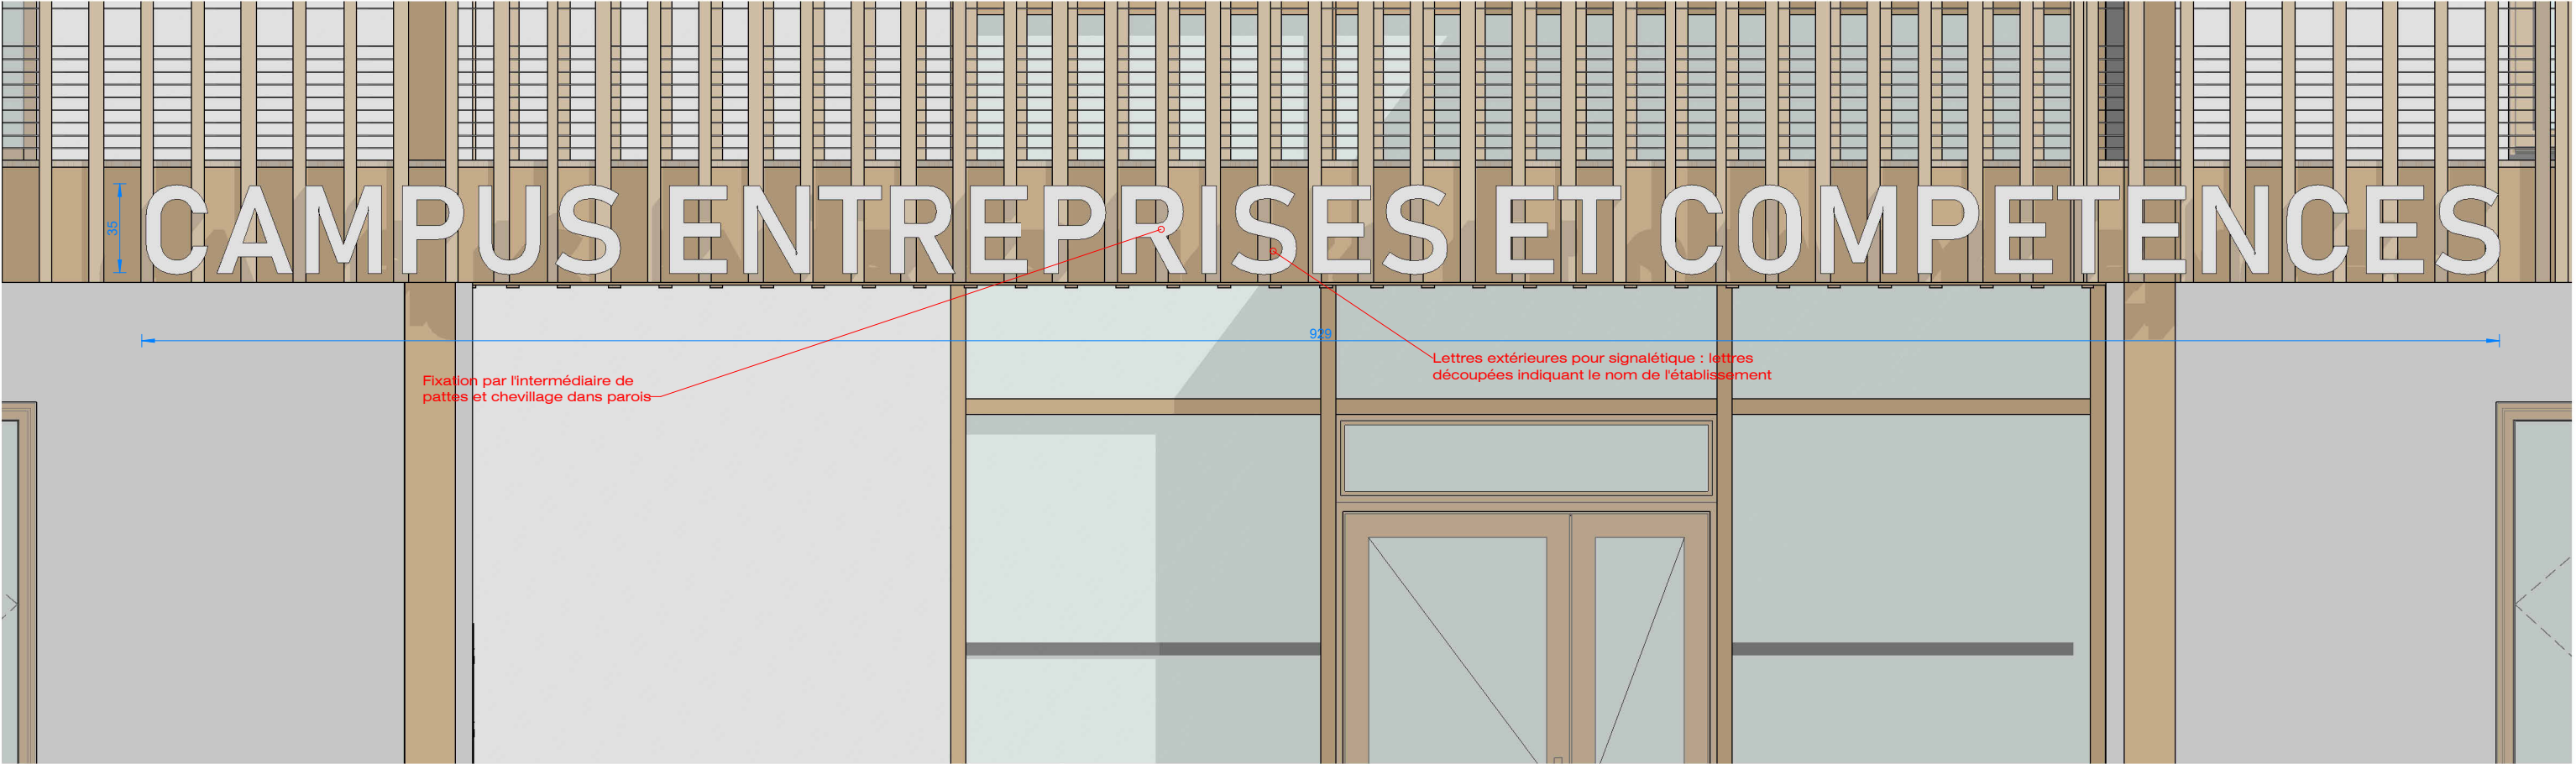 35
CAMPUS ENTREPRISES ET COMPETENCES
929
Lettres extérieures pour signalétique : lettres
découpées indiquant le nom de l'établissement
Fixation par l'intermédiaire de
pattes et chevillage dans parois